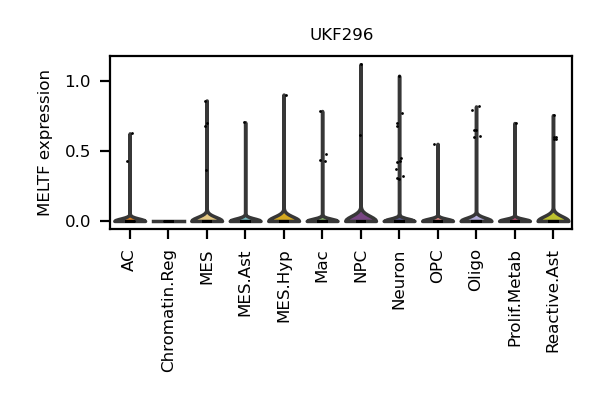 UKF296
MELTF expression
1.0
0.5
0.0
AC
Chromatin.Reg
MES
MES.Ast
MES.Hyp
Mac
NPC
Neuron
OPC
Oligo
Prolif.Metab
Reactive.Ast